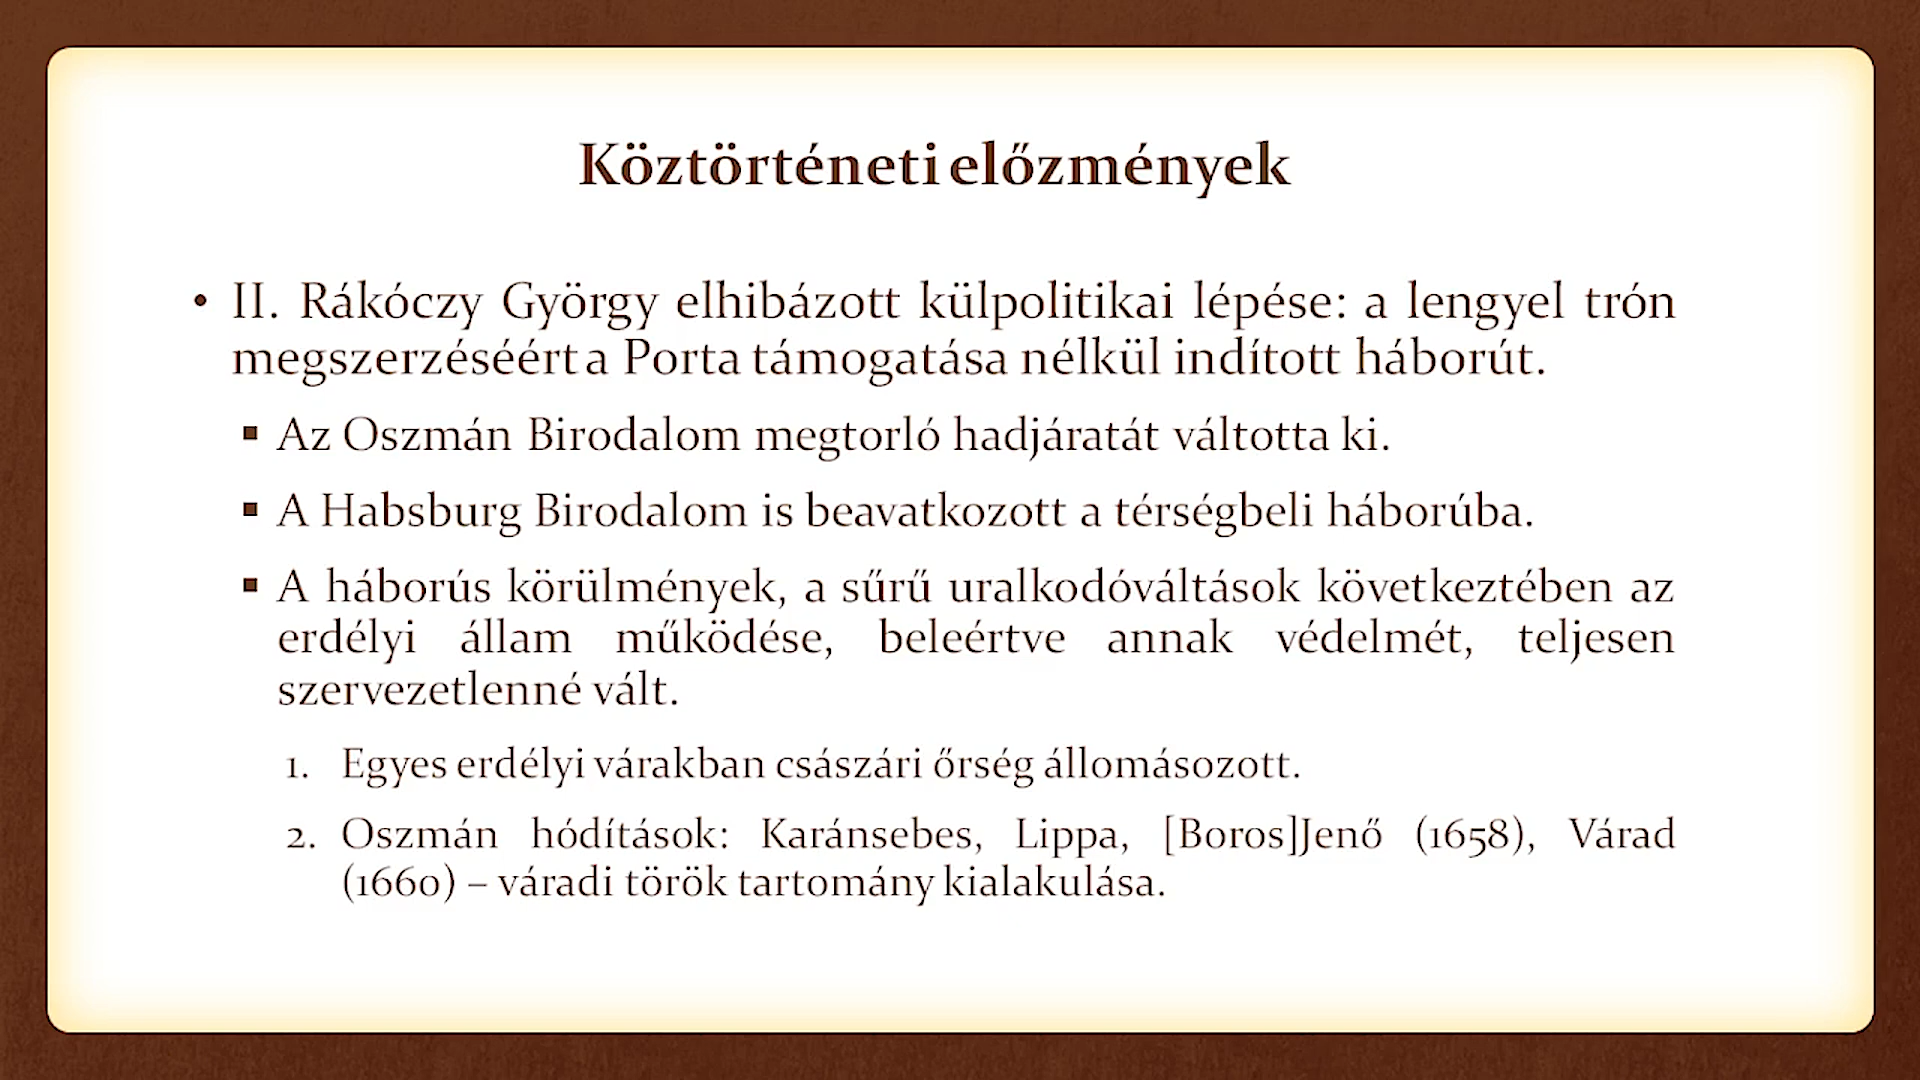 Köztörténeti előzmények
• II. Rákóczy György elhibázott külpolitikai lépése: a lengyel trón
megszerzéséért a Porta támogatása nélkül indított háborút.
▪ Az Oszmán Birodalom megtorló hadjáratát váltotta ki.
▪ A Habsburg Birodalom is beavatkozott a térségbeli háborúba.
▪ A háborús körülmények, a sűrű uralkodóváltások következtében az
erdélyi állam működése, beleértve annak védelmét, teljesen
szervezetlenné vált.
1. Egyes erdélyi várakban császári őrség állomásozott.
2. Oszmán hódítások: Karánsebes, Lippa, [Boros]Jenő (1658), Várad
(1660) – váradi török tartomány kialakulása.